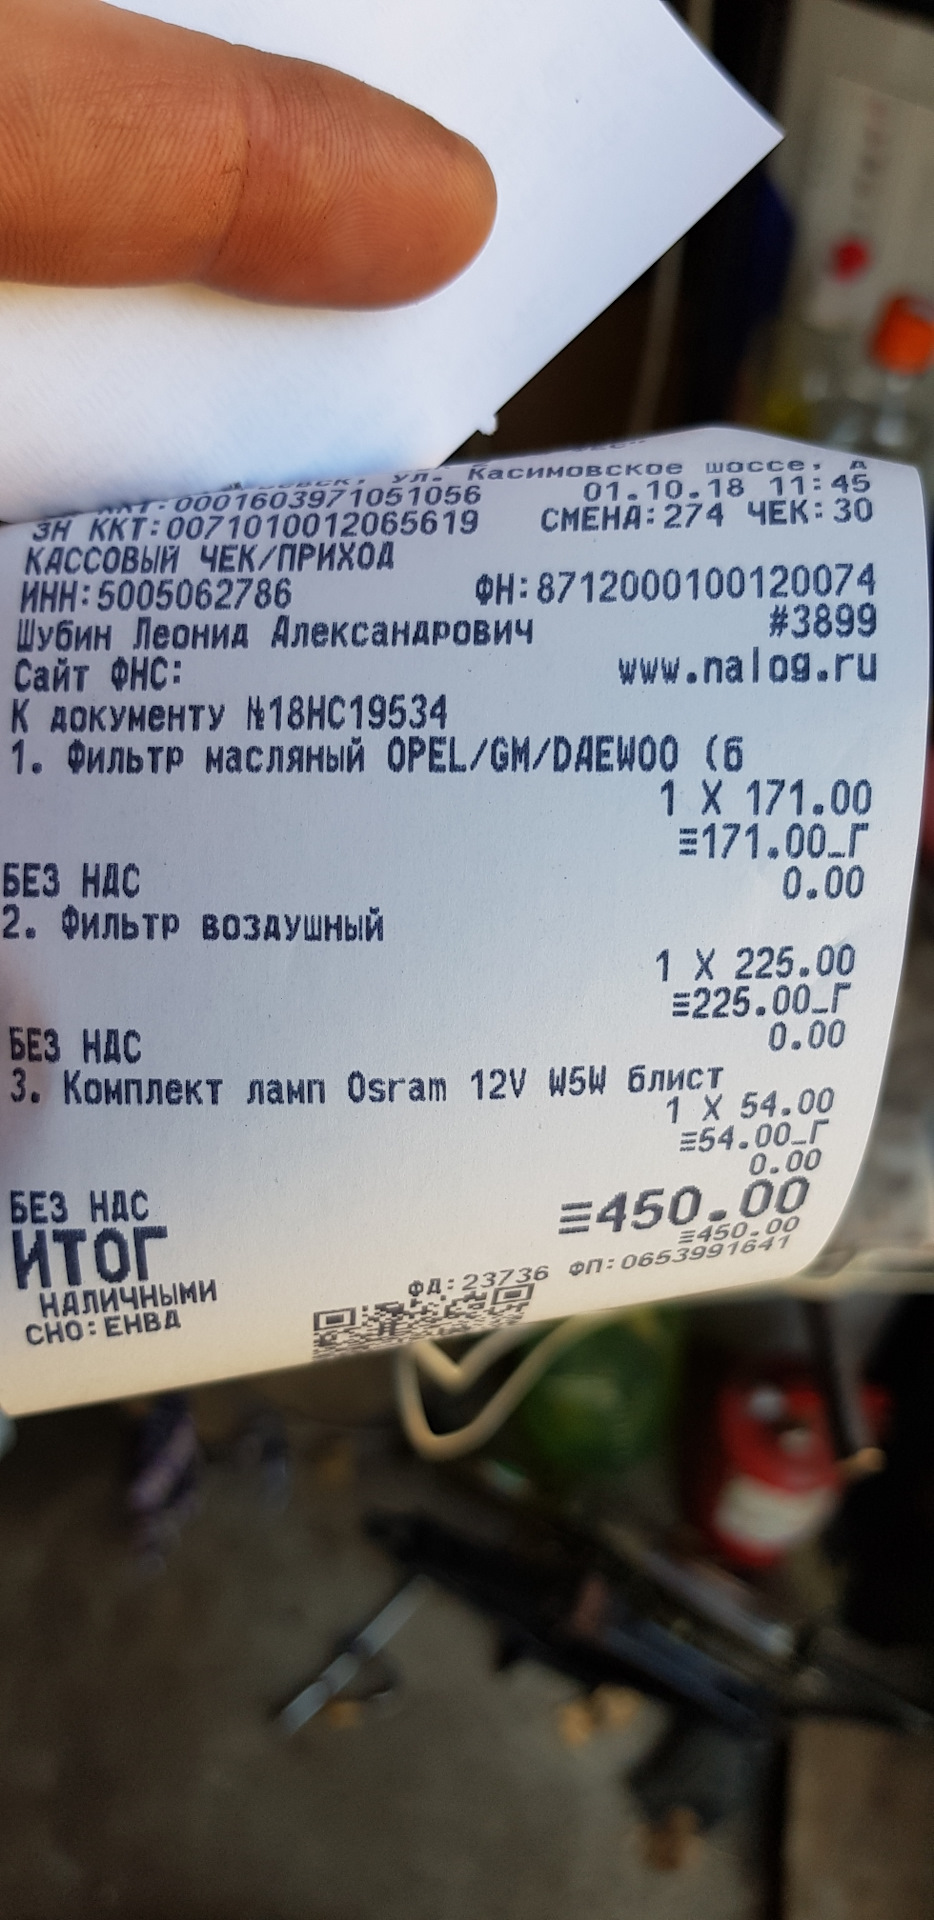 ул. Касимовское шоссе, д
ККТ:0001603971051056 01.10.18 11:45
ЗН ККТ:0071010012065619 СМЕНА:274 ЧЕК:30
КАССОВЫЙ ЧЕК/ПРИХОД
ИНН:5005062786 ФН:8712000100120074
Шубин Леонид Александрович #3899
Сайт ФНС: www.nalog.ru
К документу №18НС19534
1. Фильтр масляный OPEL/GM/DAEWOO (б
1 X 171.00
≡171.00_Г
БЕЗ НДС 0.00
2. Фильтр воздушный
1 X 225.00
≡225.00_Г
БЕЗ НДС 0.00
3. Комплект ламп Osram 12V W5W блист
1 X 54.00
≡54.00_Г
БЕЗ НДС 0.00
ИТОГ ≡450.00
НАЛИЧНЫМИ ≡450.00
СНО:ЕНВД ФД:23736 ФП:0653991641